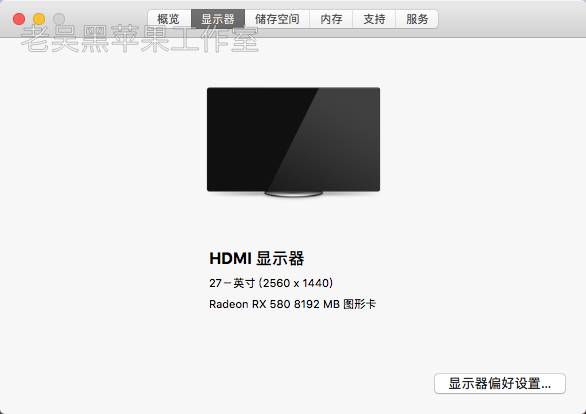 概览 显示器 储存空间 内存 支持 服务
老吴黑苹果工作室
HDMI 显示器
27－英寸 (2560 x 1440)
Radeon RX 580 8192 MB 图形卡
显示器偏好设置...